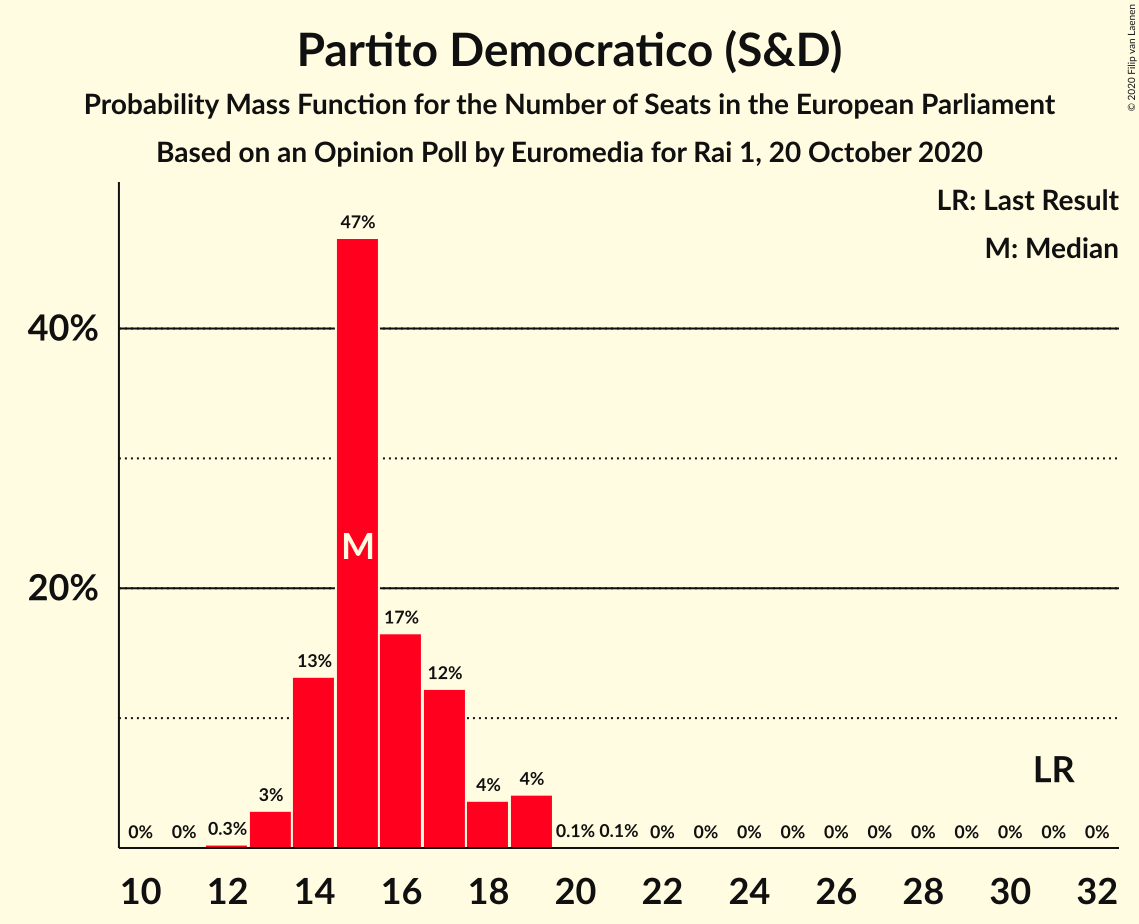 Partito Democratico (S&D)
Probability Mass Function for the Number of Seats in the European Parliament
Based on an Opinion Poll by Euromedia for Rai 1, 20 October 2020
© 2020 Filip van Laenen
LR: Last Result
M: Median
47%
40%
M
20%
17%
13%
12%
LR
4%
4%
3%
0% 0% 0.3% 0.1% 0.1% 0% 0% 0% 0% 0% 0% 0% 0% 0% 0% 0%
10 12 14 16 18 20 22 24 26 28 30 32